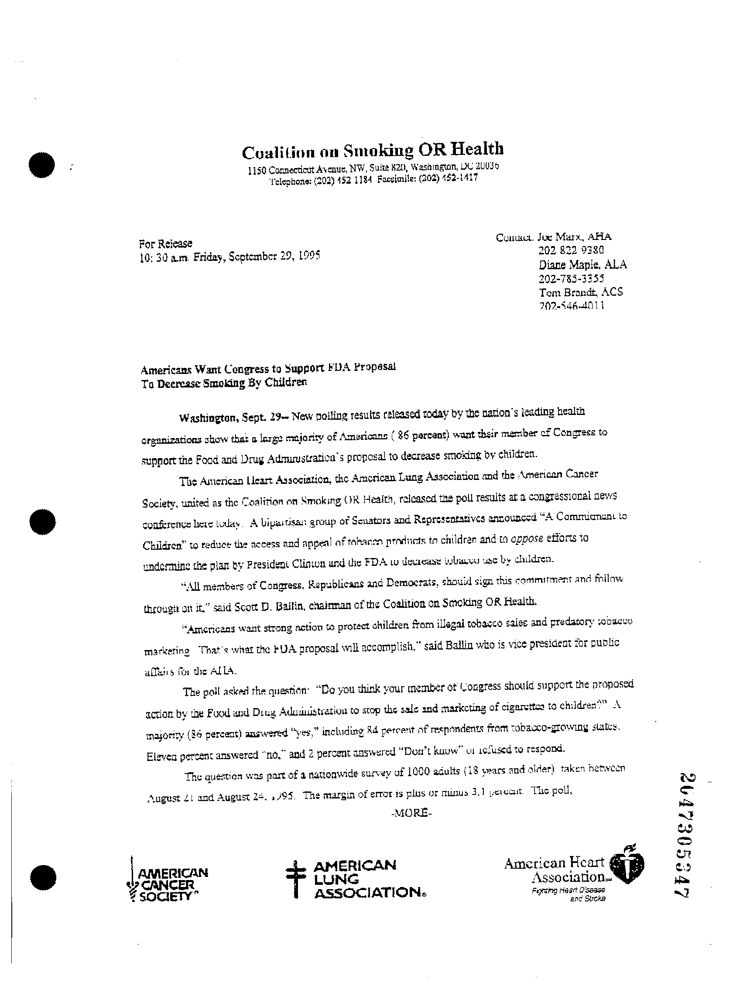 Coalition on Smoking OR Health
1150 Connecticut Avenue, NW, Suite 820, Washington, DC 20036
Telephone: (202) 452-1184 Facsimile: (202) 452-1417
For Release
10: 30 a.m. Friday, September 29, 1995
Contact: Joe Marx, AHA
202-822-9380
Diane Maple, ALA
202-785-3355
Tom Brandt, ACS
202-546-4011
Americans Want Congress to Support FDA Proposal
To Decrease Smoking By Children
Washington, Sept. 29-- New polling results released today by the nation's leading health
organizations show that a large majority of Americans ( 86 percent) want their member of Congress to
support the Food and Drug Administration's proposal to decrease smoking by children.
The American Heart Association, the American Lung Association and the American Cancer
Society, united as the Coalition on Smoking OR Health, released the poll results at a congressional news
conference here today. A bipartisan group of Senators and Representatives announced "A Commitment to
Children" to reduce the access and appeal of tobacco products to children and to oppose efforts to
undermine the plan by President Clinton and the FDA to decrease tobacco use by children.
"All members of Congress, Republicans and Democrats, should sign this commitment and follow
through on it," said Scott D. Ballin, chairman of the Coalition on Smoking OR Health.
"Americans want strong action to protect children from illegal tobacco sales and predatory tobacco
marketing. That's what the FDA proposal will accomplish," said Ballin who is vice president for public
affairs for the AHA.
The poll asked the question: "Do you think your member of Congress should support the proposed
action by the Food and Drug Administration to stop the sale and marketing of cigarettes to children?" A
majority (86 percent) answered "yes," including 84 percent of respondents from tobacco-growing states.
Eleven percent answered "no," and 2 percent answered "Don't know" or refused to respond.
The question was part of a nationwide survey of 1000 adults (18 years and older) taken between
August 21 and August 24, 1995. The margin of error is plus or minus 3.1 percent. The poll,
-MORE-
2047305347
AMERICAN
CANCER
SOCIETY
AMERICAN
LUNG
ASSOCIATION®
American Heart
Association
Fighting Heart Disease
and Stroke